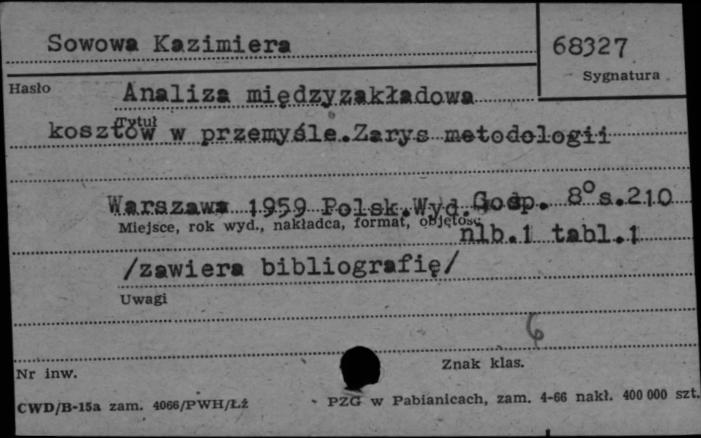 Sowowa Kazimiera
68327
Sygnatura
Hasło
Analiza międzyzakładowa
Tytuł
kosztów w przemyśle.Zarys metodologii
Warszawa 1959 Polsk.Wyd.Gosp. 8° s.210
Miejsce, rok wyd., nakładca, format, objętość
nlb.1 tabl.1
/zawiera bibliografię/
Uwagi
6
Nr inw.
Znak klas.
CWD/B-15a zam. 4066/PWH/Łź
PZG w Pabianicach, zam. 4-66 nakł. 400 000 szt.